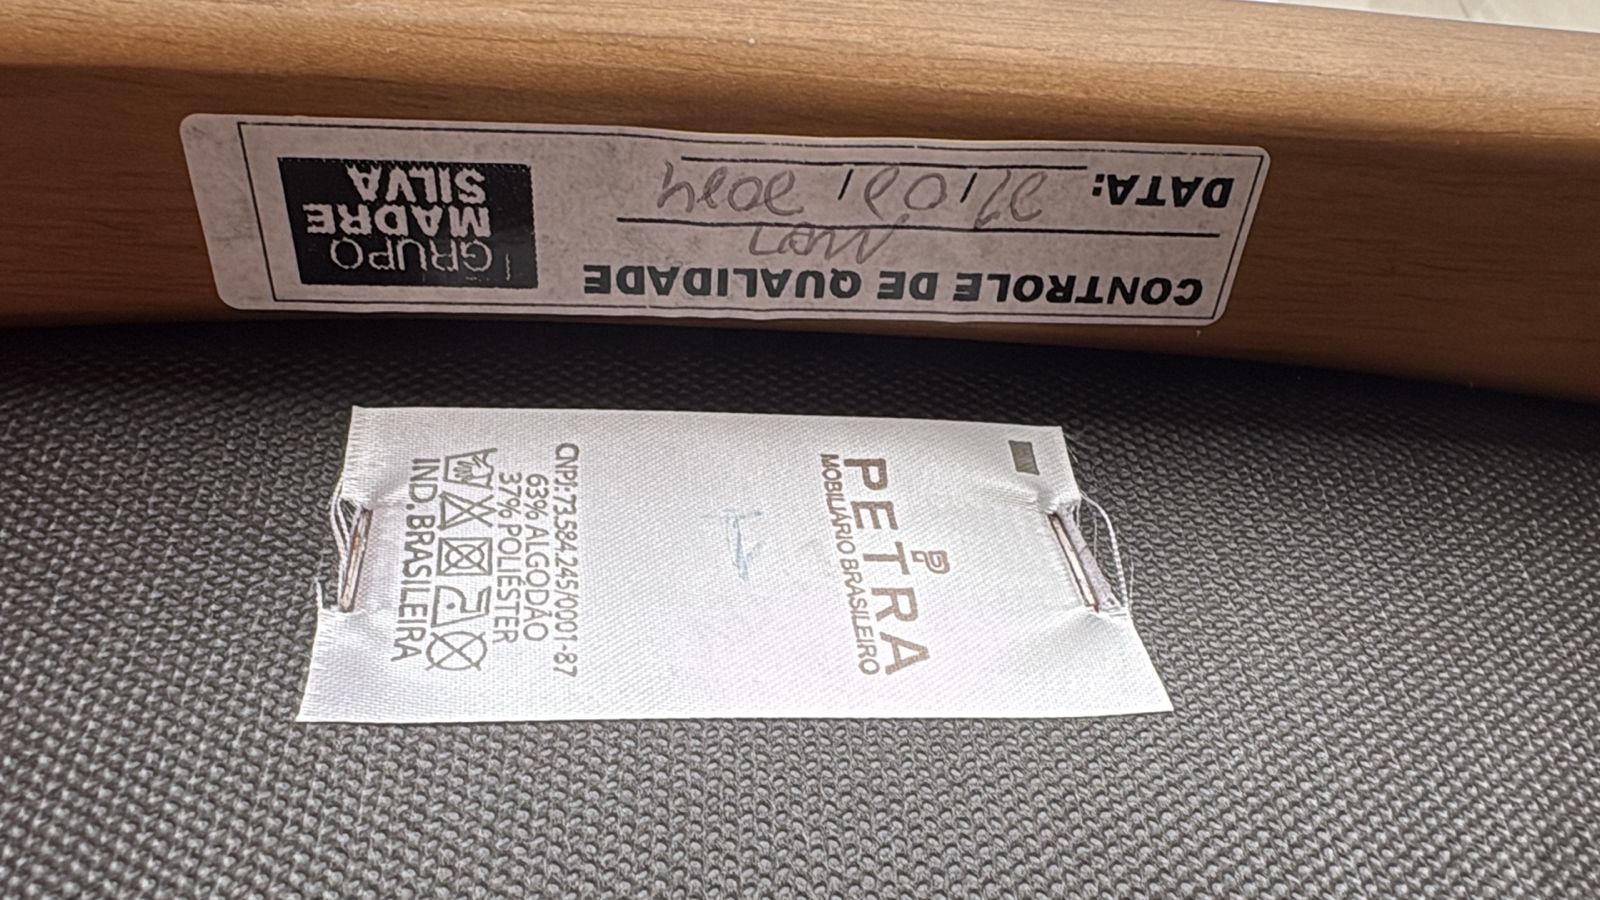 PETRA
MOBILIÁRIO BRASILEIRO
CNPJ: 73.584.245/0001-87
63% ALGODÃO
37% POLIÉSTER
IND. BRASILEIRA
CONTROLE DE QUALIDADE
DATA:
GRUPO
MADRE
SILVA